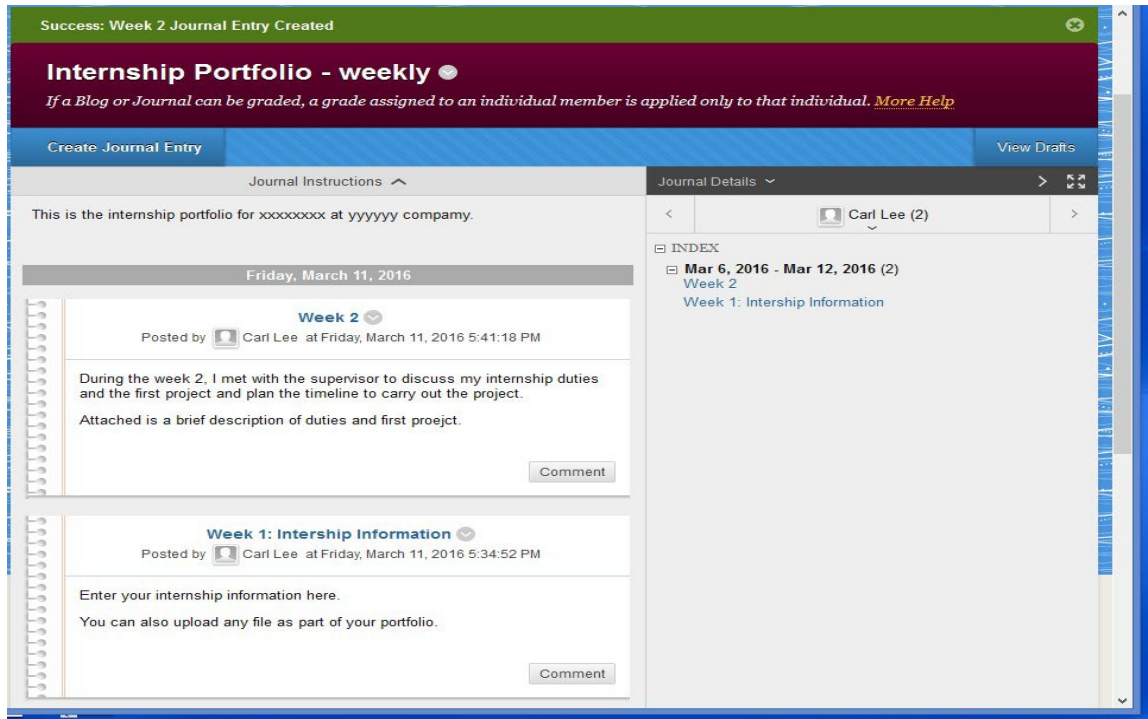 Success: Week 2 Journal Entry Created
Internship Portfolio - weekly
If a Blog or Journal can be graded, a grade assigned to an individual member is applied only to that individual. More Help
Create Journal Entry
View Drafts
Journal Instructions
This is the internship portfolio for xxxxxxxx at yyyyyy compamy.
Friday, March 11, 2016
Week 2
Posted by Carl Lee at Friday, March 11, 2016 5:41:18 PM
During the week 2, I met with the supervisor to discuss my internship duties
and the first project and plan the timeline to carry out the project.
Attached is a brief description of duties and first proejct.
Comment
Week 1: Intership Information
Posted by Carl Lee at Friday, March 11, 2016 5:34:52 PM
Enter your internship information here.
You can also upload any file as part of your portfolio.
Comment
Journal Details
Carl Lee (2)
INDEX
Mar 6, 2016 - Mar 12, 2016 (2)
Week 2
Week 1: Intership Information